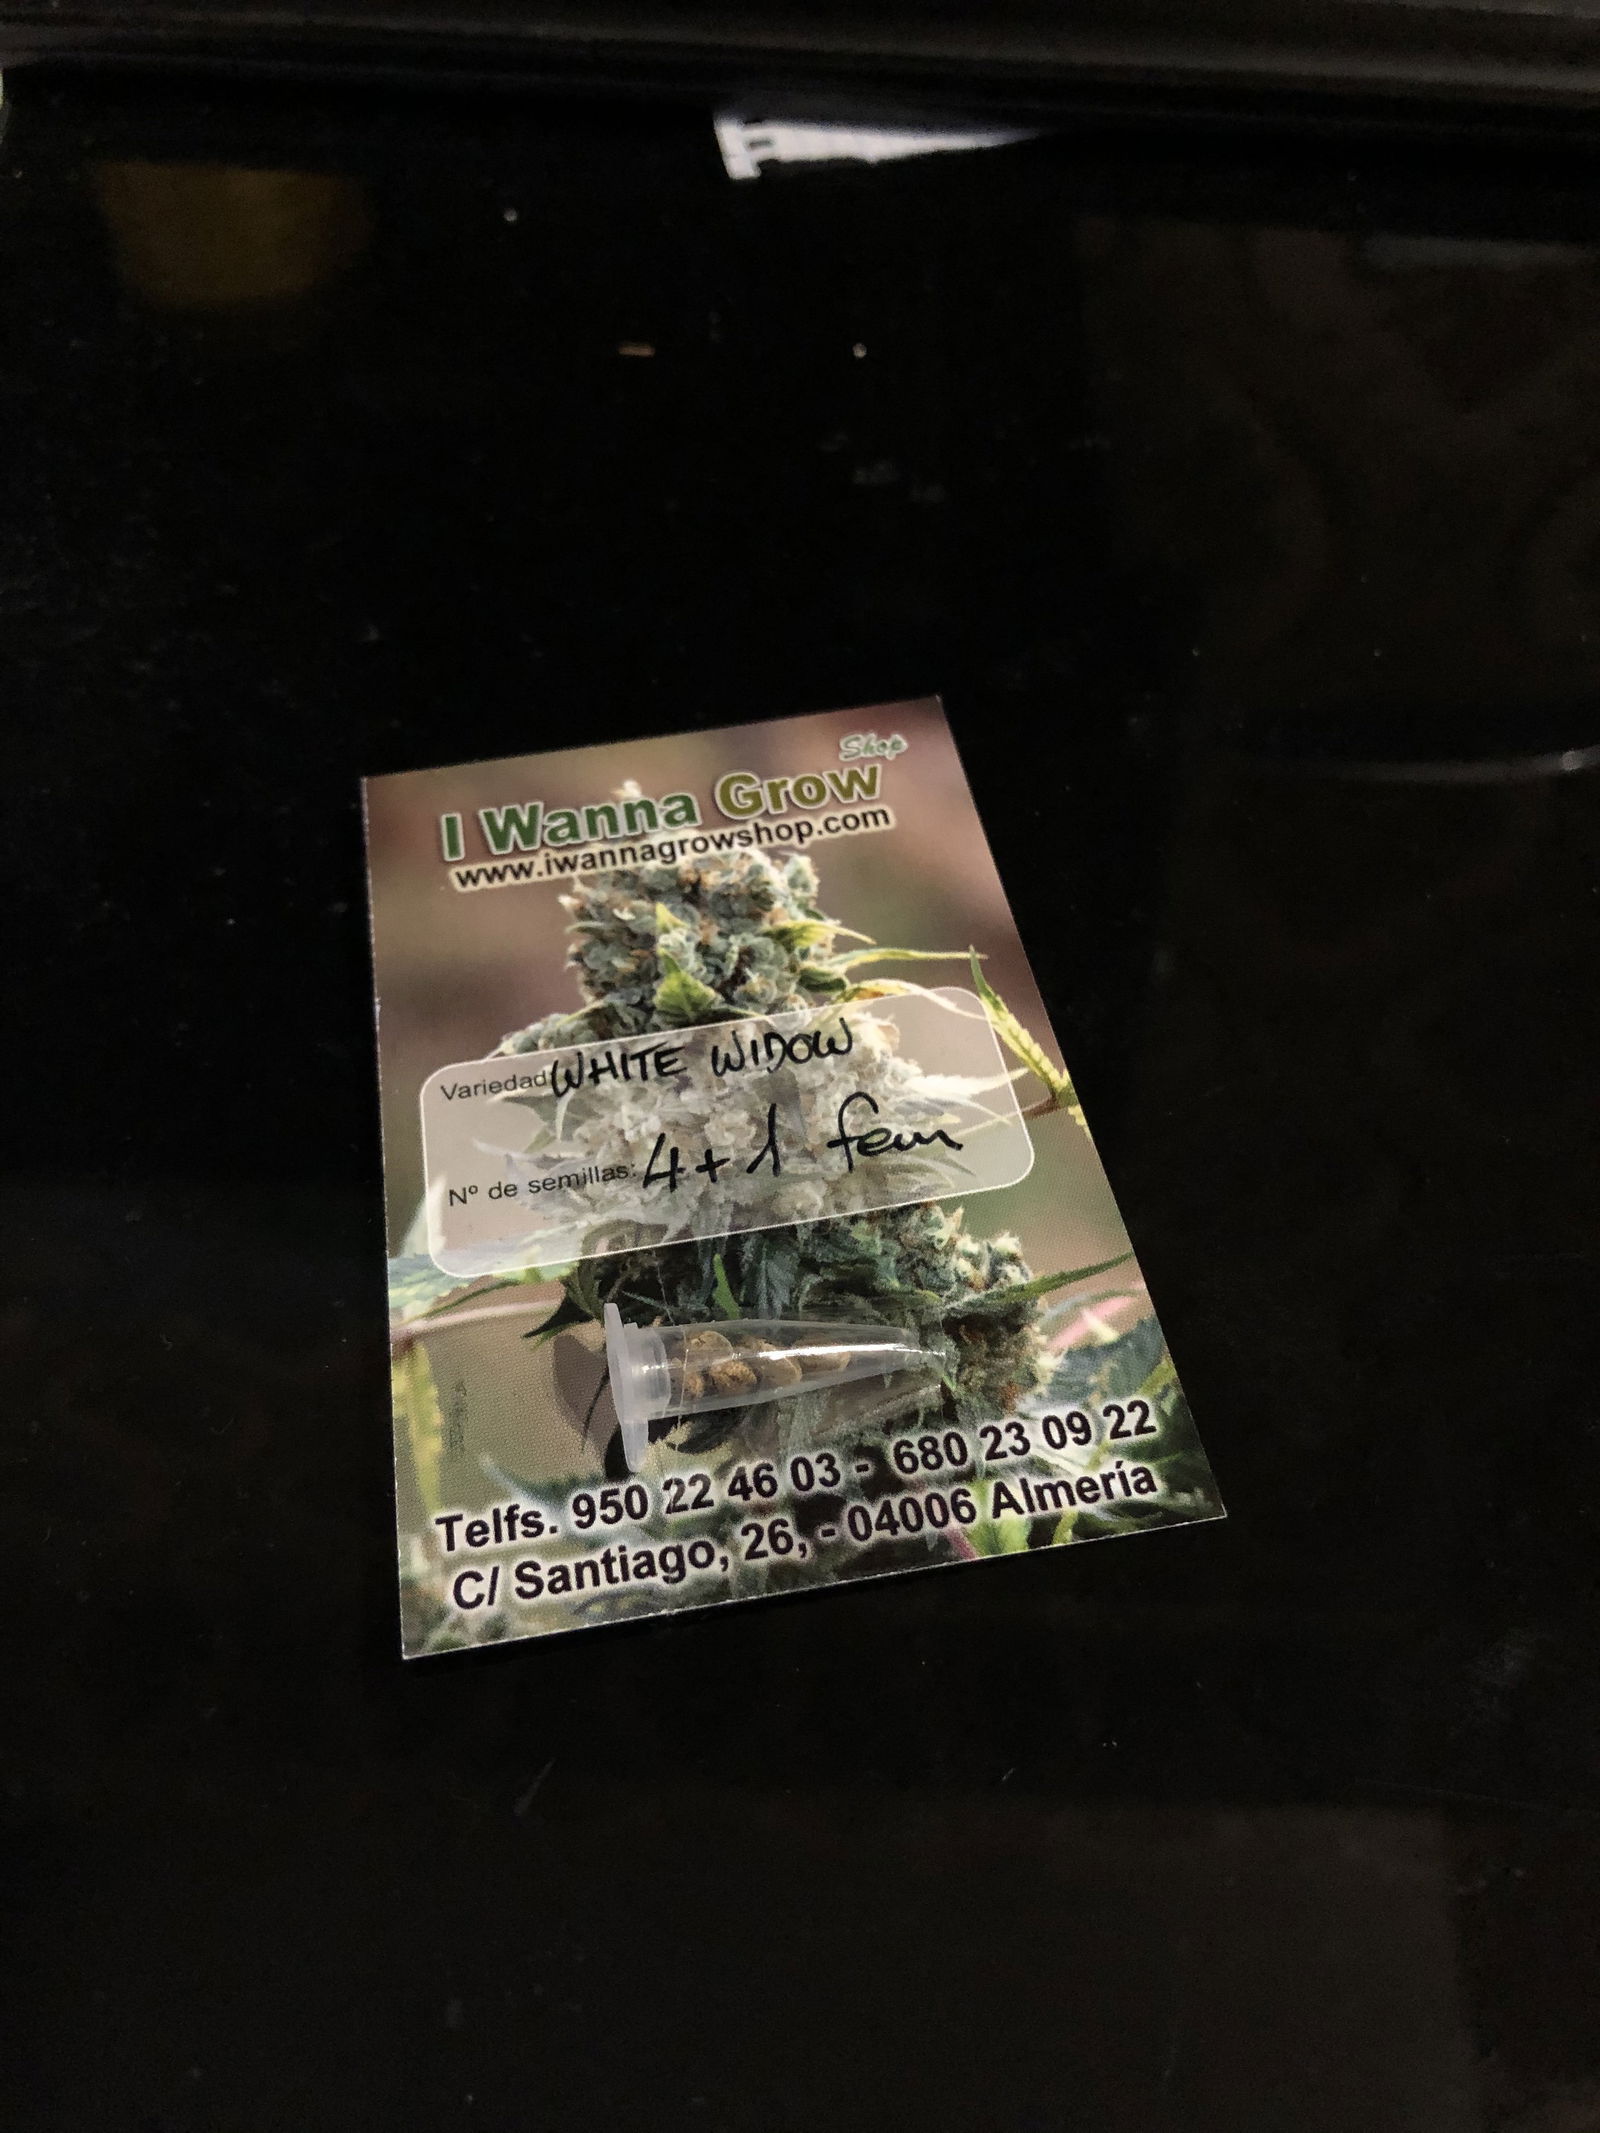 Shop
I Wanna Grow
www.iwannagrowshop.com
Variedad: WHITE WIDOW
Nº de semillas: 4+1 fem
Telfs. 950 22 46 03 - 680 23 09 22
C/ Santiago, 26, - 04006 Almería